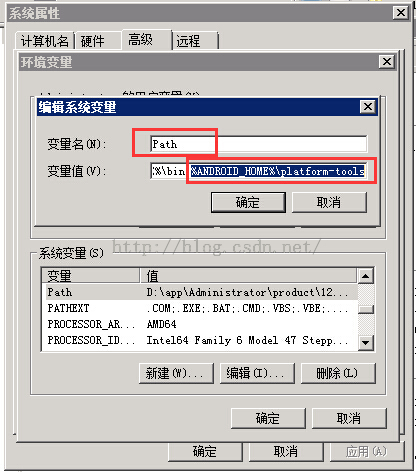 系统属性
计算机名 硬件 高级 远程
环境变量
编辑系统变量
变量名(N): Path
变量值(V): %\bin %ANDROID_HOME%\platform-tools
确定 取消
http://blog.csdn.net/
系统变量(S)
变量 值
Path D:\app\Administrator\product\12...
PATHEXT .COM;.EXE;.BAT;.CMD;.VBS;.VBE;....
PROCESSOR_AR... AMD64
PROCESSOR_ID... Intel64 Family 6 Model 47 Stepp...
新建(W)... 编辑(I)... 删除(L)
确定 取消
确定 取消 应用(A)